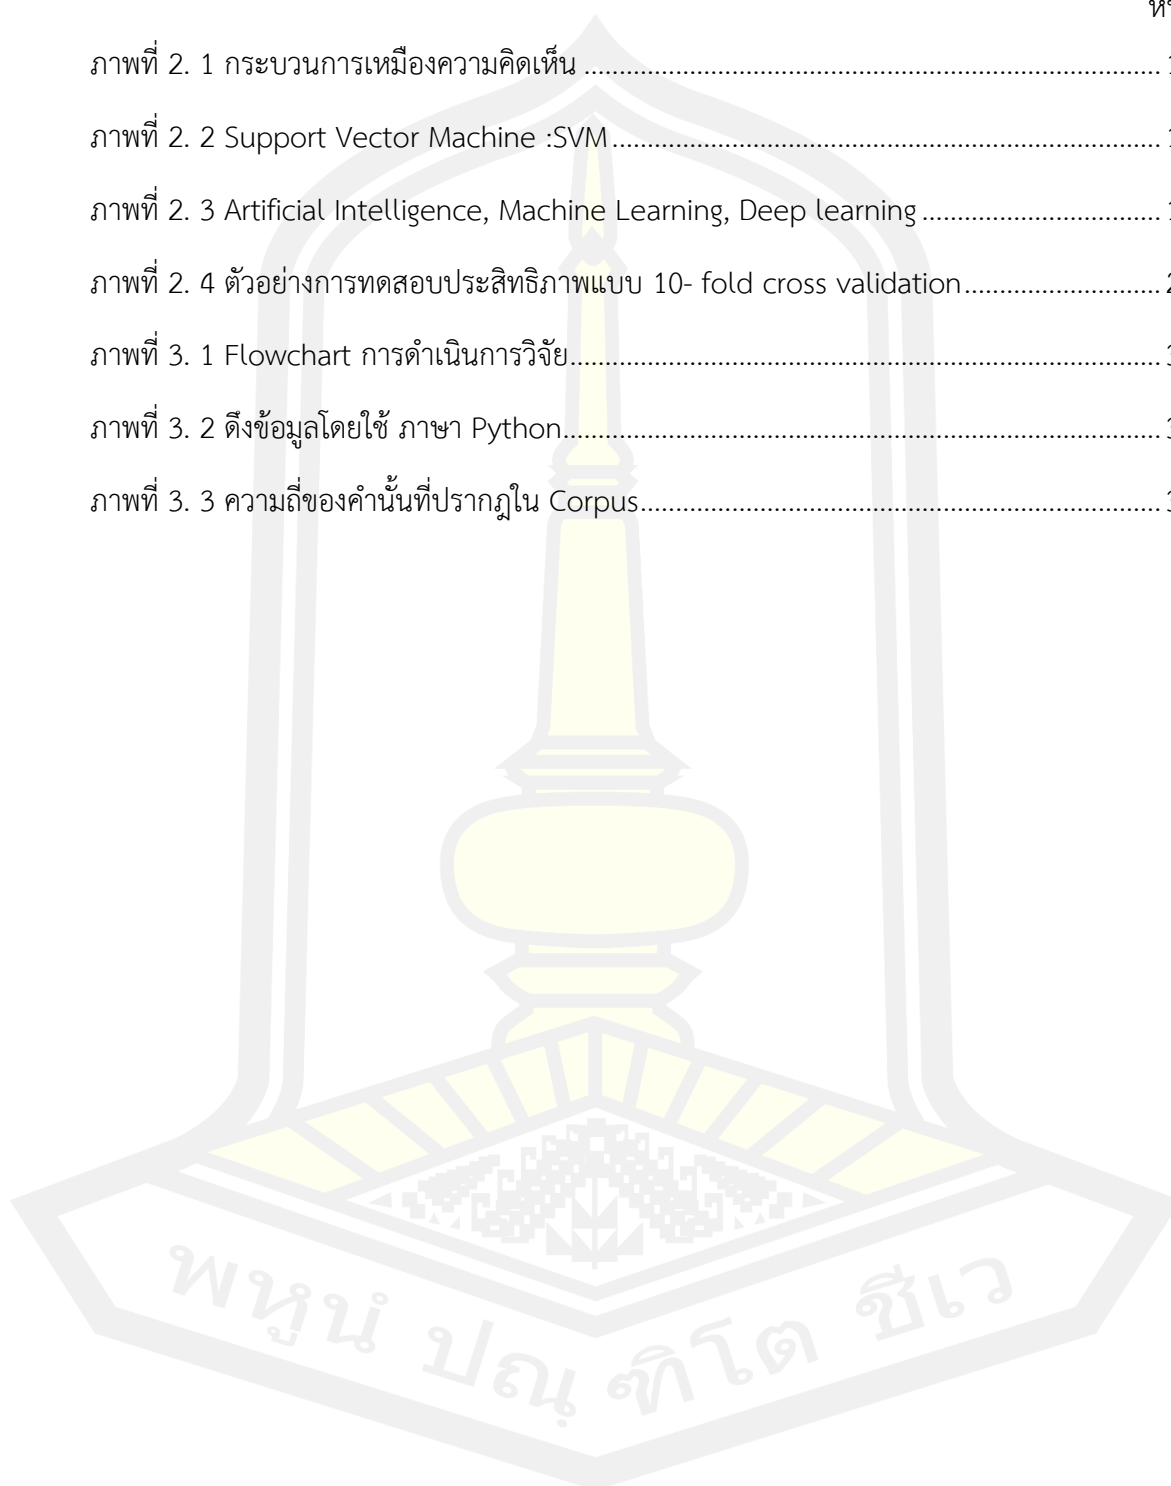 ภาพที่ 2. 1 กระบวนการเหมืองความคิดเห็น ........................................................................ 1
ภาพที่ 2. 2 Support Vector Machine :SVM ..................................................................... 1
ภาพที่ 2. 3 Artificial Intelligence, Machine Learning, Deep learning .............................. 1
ภาพที่ 2. 4 ตัวอย่างการทดสอบประสิทธิภาพแบบ 10- fold cross validation ......................... 2
ภาพที่ 3. 1 Flowchart การดำเนินการวิจัย.......................................................................... 3
ภาพที่ 3. 2 ดึงข้อมูลโดยใช้ ภาษา Python........................................................................... 3
ภาพที่ 3. 3 ความถี่ของคำนั้นที่ปรากฏใน Corpus................................................................. 3
พหูนํ ปณฺฑิโต ชีเว